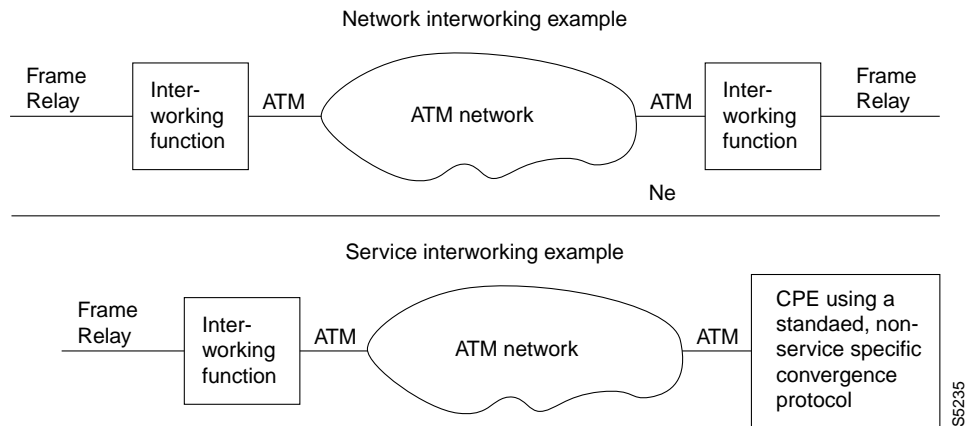 Network interworking example
Frame
Relay
Inter-
working
function
ATM
ATM network
ATM
Inter-
working
function
Frame
Relay
Ne
Service interworking example
Frame
Relay
Inter-
working
function
ATM
ATM network
ATM
CPE using a
standaed, non-
service specific
convergence
protocol
S5235